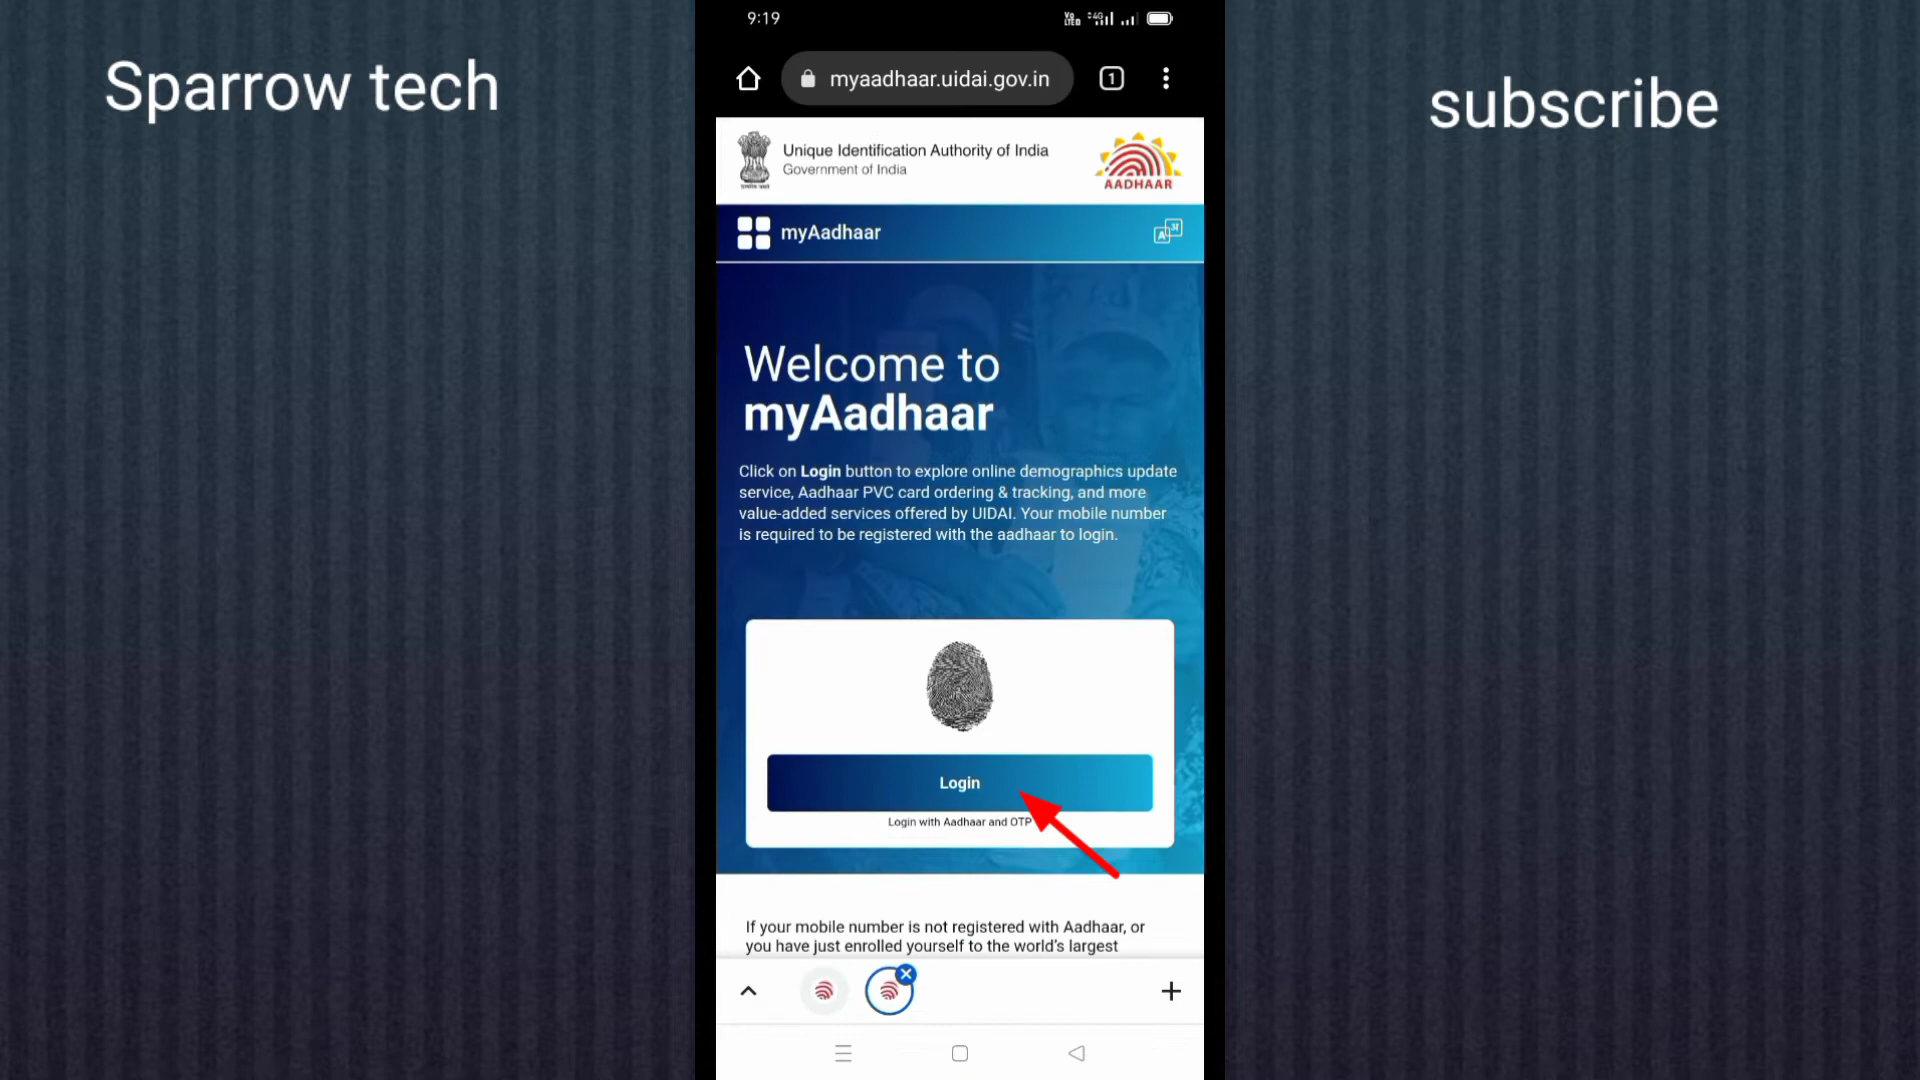 Sparrow tech
subscribe
9:19
Vo LTED 4G
myaadhaar.uidai.gov.in
1
Unique Identification Authority of India
Government of India
AADHAAR
myAadhaar
A अ
Welcome to
myAadhaar
Click on Login button to explore online demographics update
service, Aadhaar PVC card ordering & tracking, and more
value-added services offered by UIDAI. Your mobile number
is required to be registered with the aadhaar to login.
Login
Login with Aadhaar and OTP
If your mobile number is not registered with Aadhaar, or
you have just enrolled yourself to the world's largest